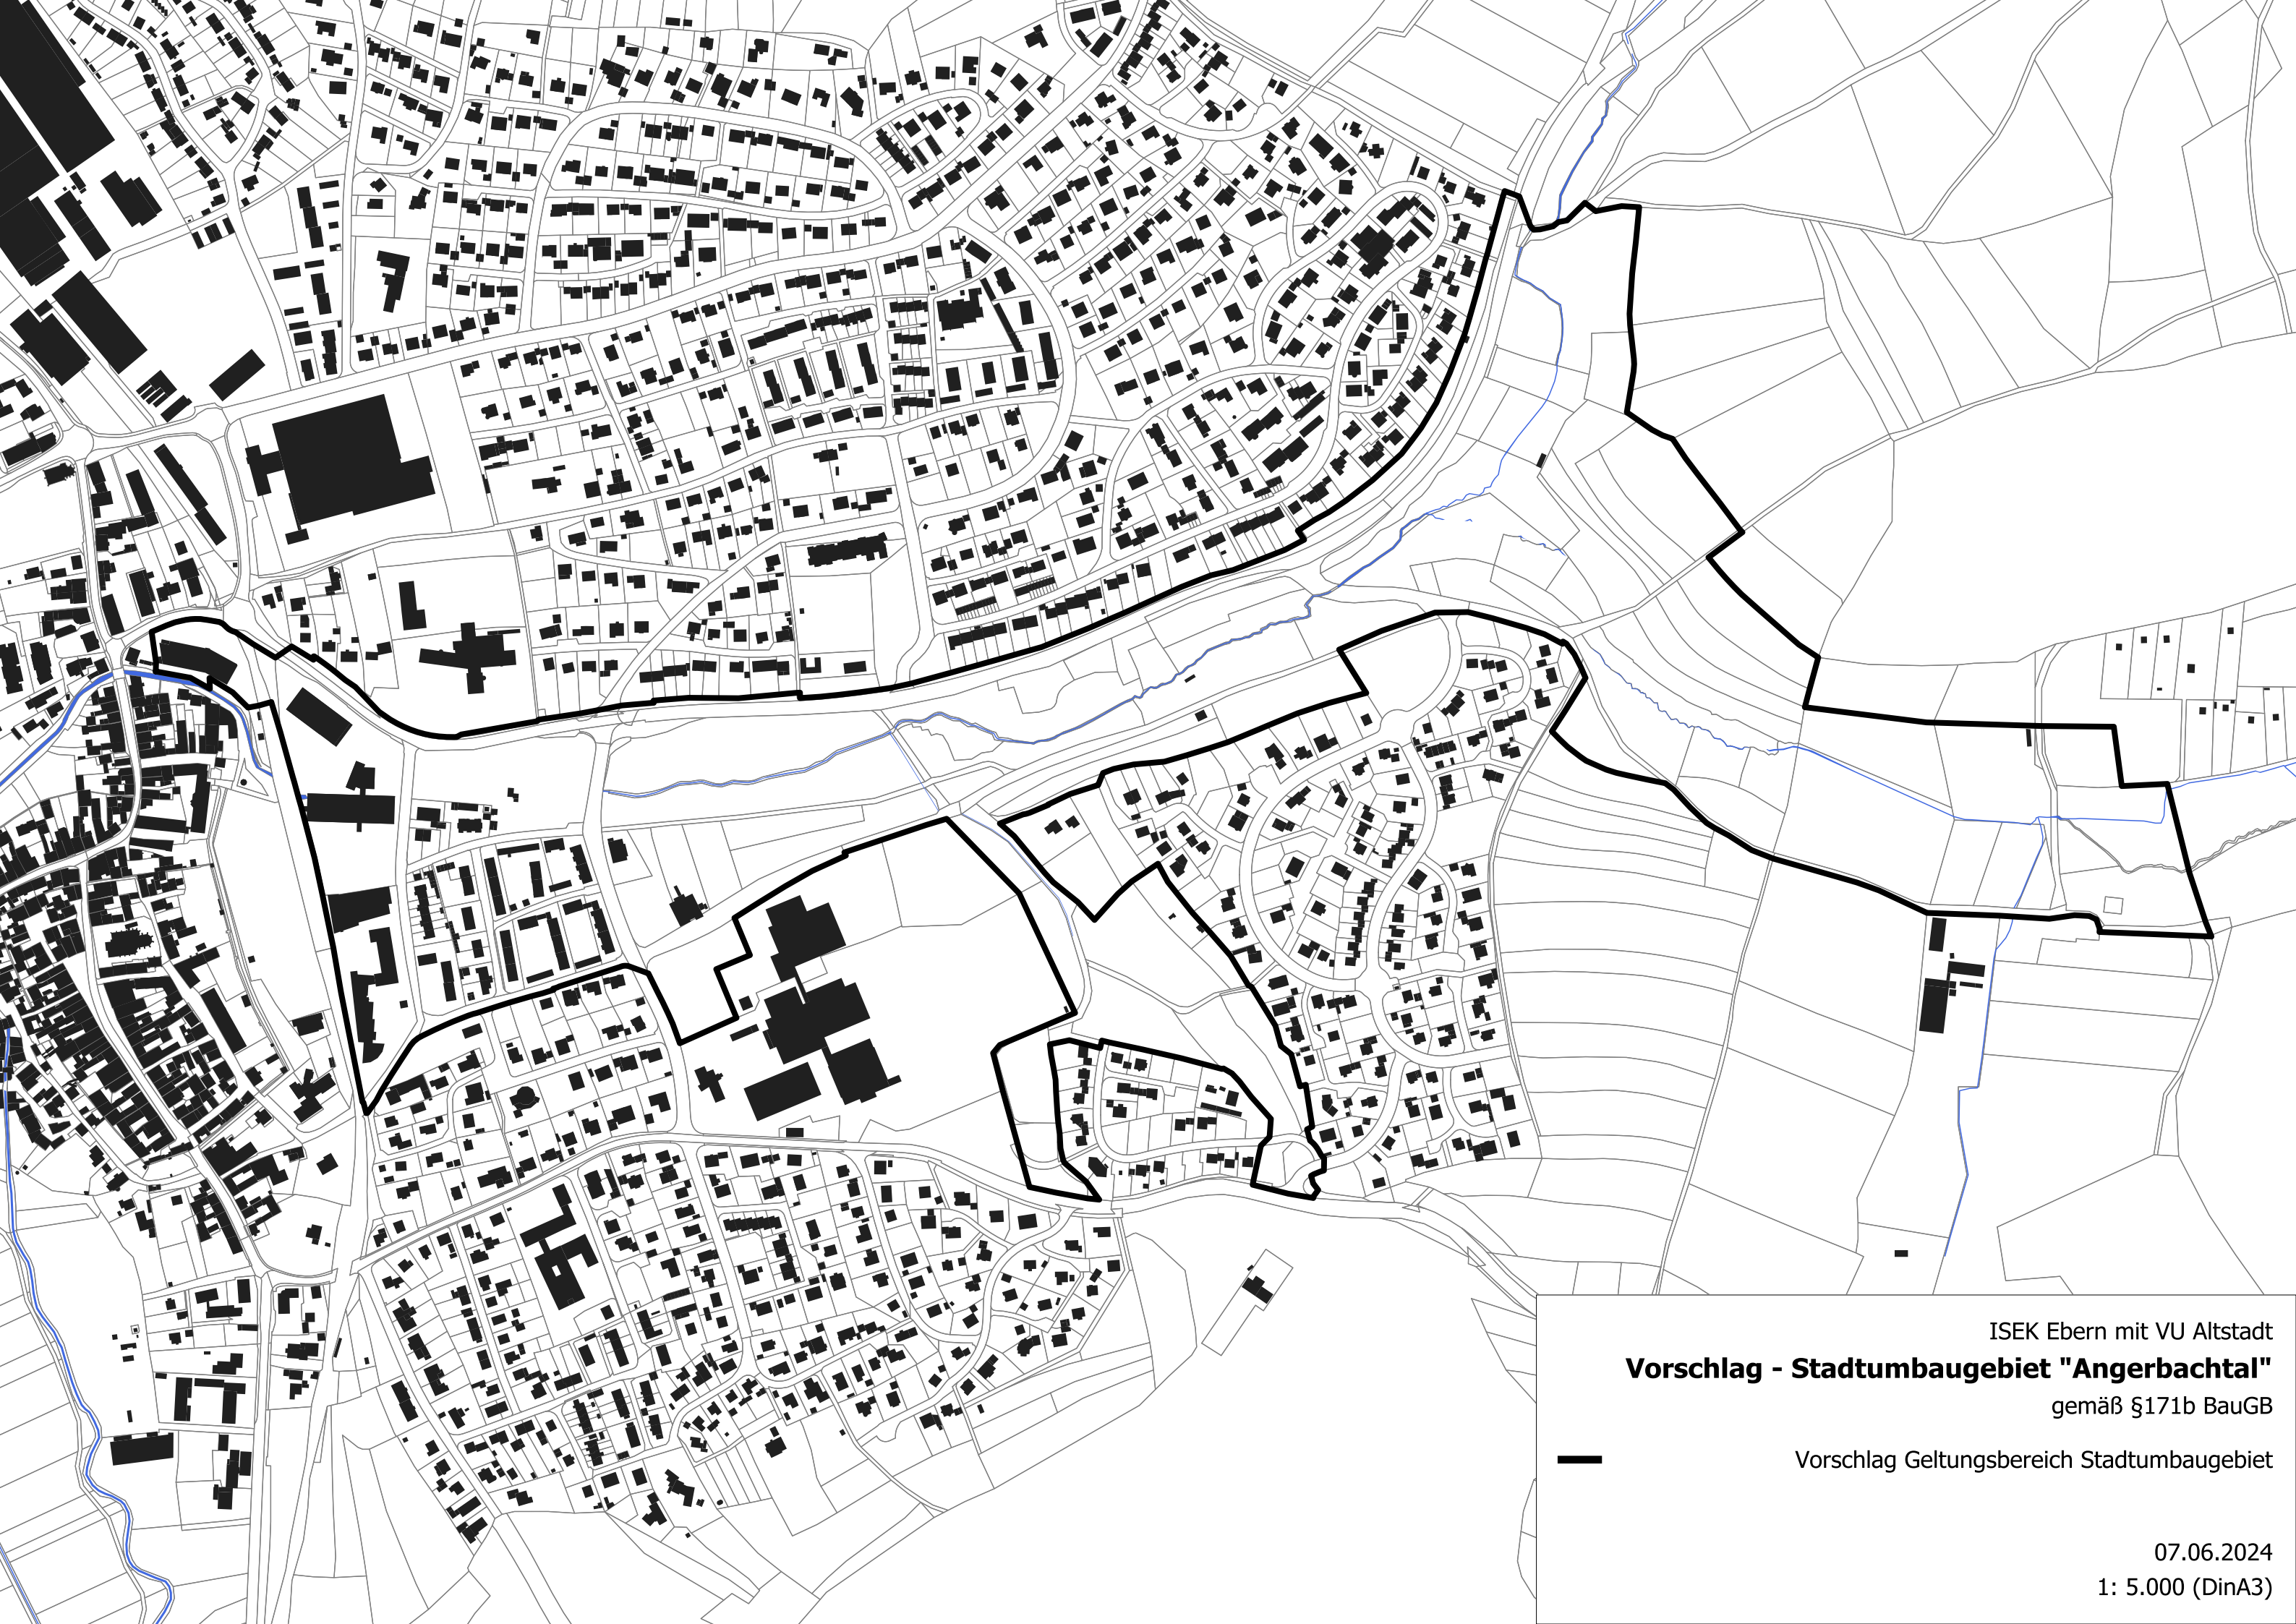 ISEK Ebern mit VU Altstadt
Vorschlag - Stadtumbaugebiet "Angerbachtal"
gemäß §171b BauGB
Vorschlag Geltungsbereich Stadtumbaugebiet
07.06.2024
1: 5.000 (DinA3)